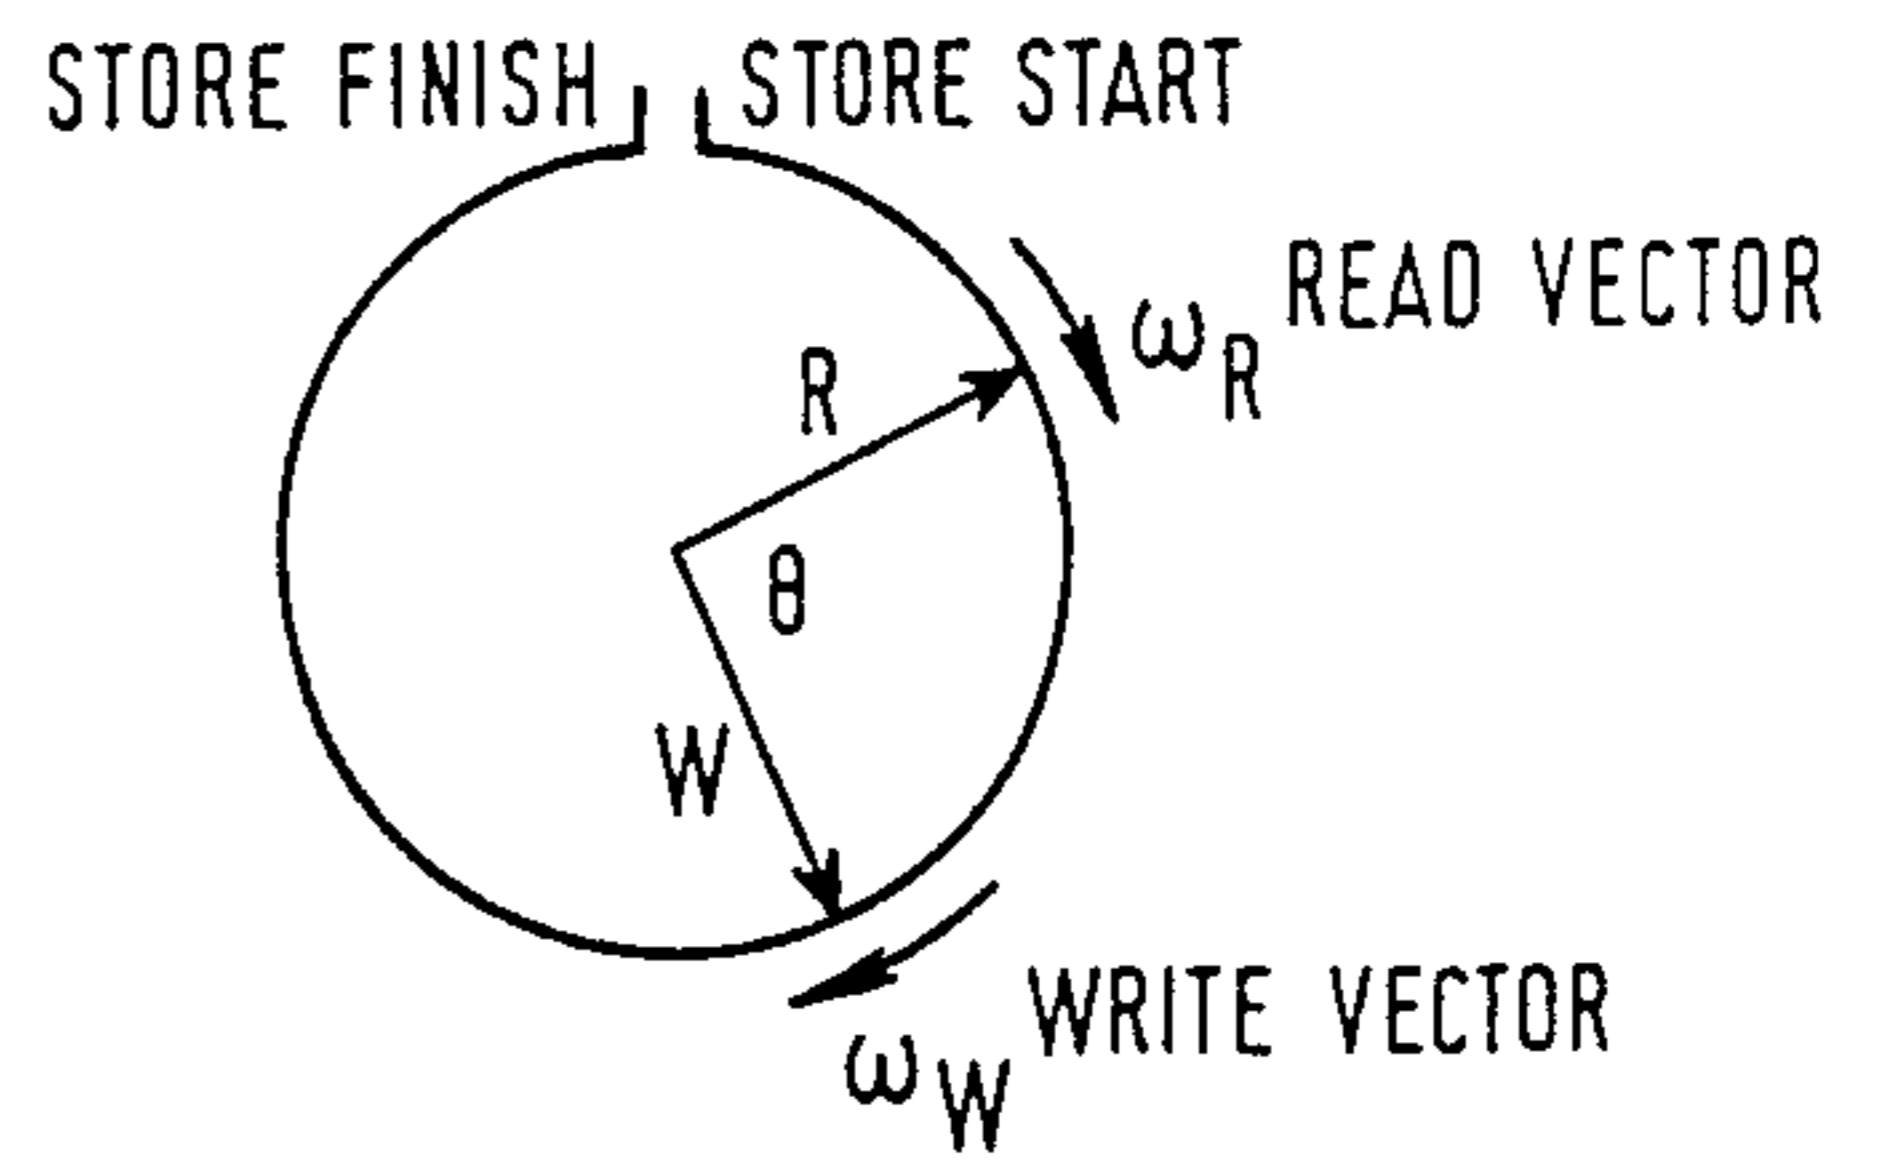 STORE FINISH STORE START
READ VECTOR
ωR
R
θ
W
WRITE VECTOR
ωW